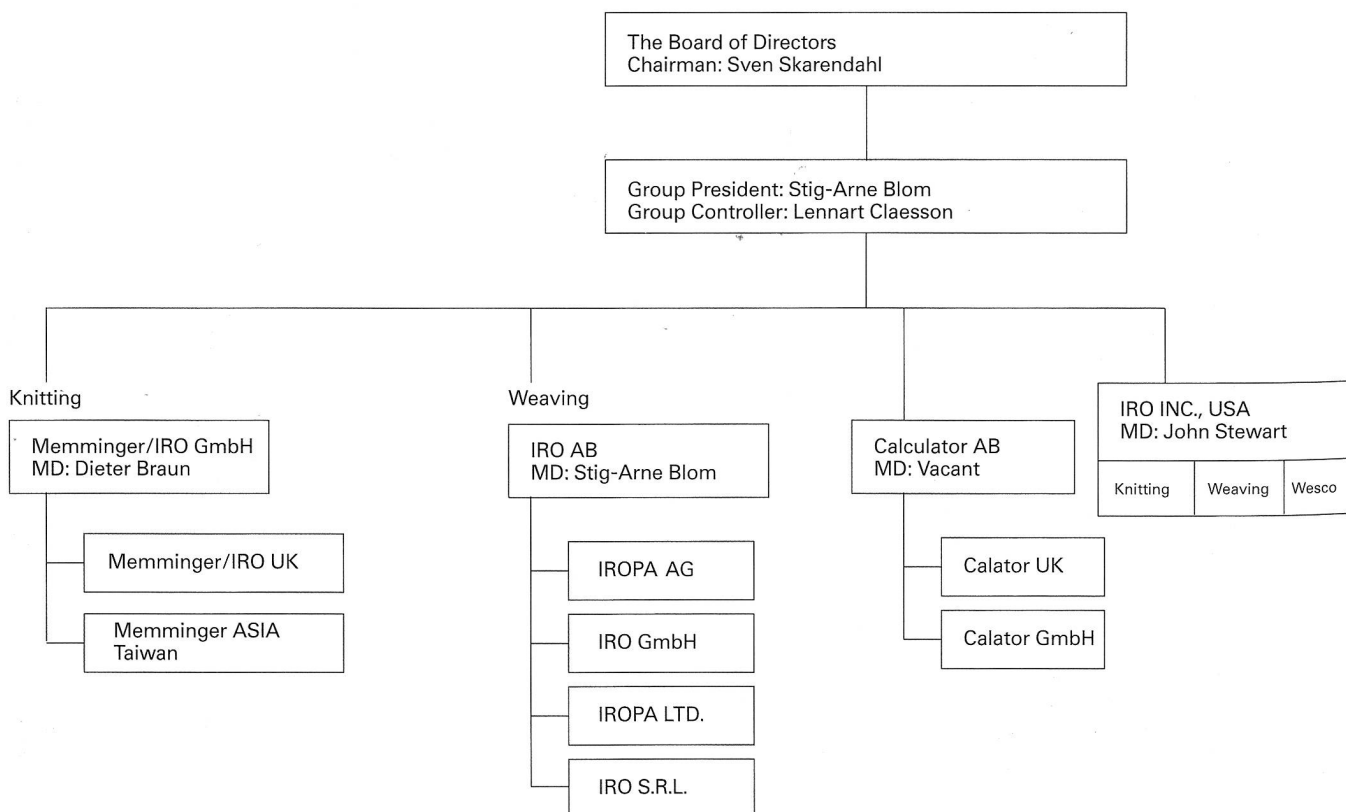 The Board of Directors
Chairman: Sven Skarendahl
Group President: Stig-Arne Blom
Group Controller: Lennart Claesson
Knitting
Memminger/IRO GmbH
MD: Dieter Braun
Memminger/IRO UK
Memminger ASIA
Taiwan
Weaving
IRO AB
MD: Stig-Arne Blom
IROPA AG
IRO GmbH
IROPA LTD.
IRO S.R.L.
Calculator AB
MD: Vacant
Calator UK
Calator GmbH
IRO INC., USA
MD: John Stewart
Knitting
Weaving
Wesco